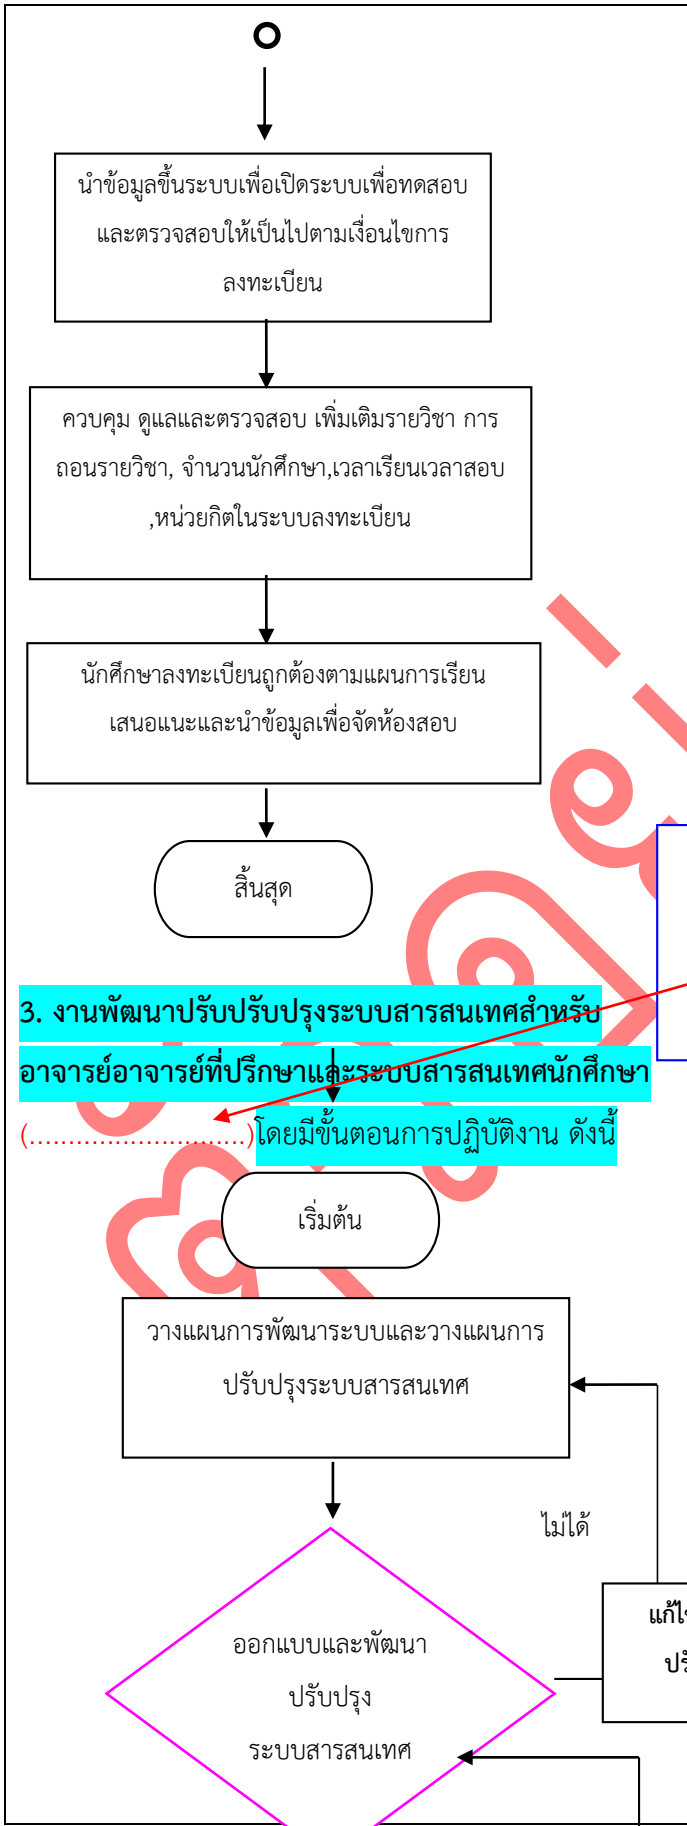 นำข้อมูลขึ้นระบบเพื่อเปิดระบบเพื่อทดสอบ
และตรวจสอบให้เป็นไปตามเงื่อนไขการ
ลงทะเบียน
ควบคุม ดูแลและตรวจสอบ เพิ่มเติมรายวิชา การ
ถอนรายวิชา, จำนวนนักศึกษา,เวลาเรียนเวลาสอบ
,หน่วยกิตในระบบลงทะเบียน
นักศึกษาลงทะเบียนถูกต้องตามแผนการเรียน
เสนอแนะและนำข้อมูลเพื่อจัดห้องสอบ
สิ้นสุด
3. งานพัฒนาปรับปรับปรุงระบบสารสนเทศสำหรับ
อาจารย์อาจารย์ที่ปรึกษาและระบบสารสนเทศนักศึกษา
(............................)โดยมีขั้นตอนการปฏิบัติงาน ดังนี้
เริ่มต้น
วางแผนการพัฒนาระบบและวางแผนการ
ปรับปรุงระบบสารสนเทศ
ไม่ได้
ออกแบบและพัฒนา
ปรับปรุง
ระบบสารสนเทศ